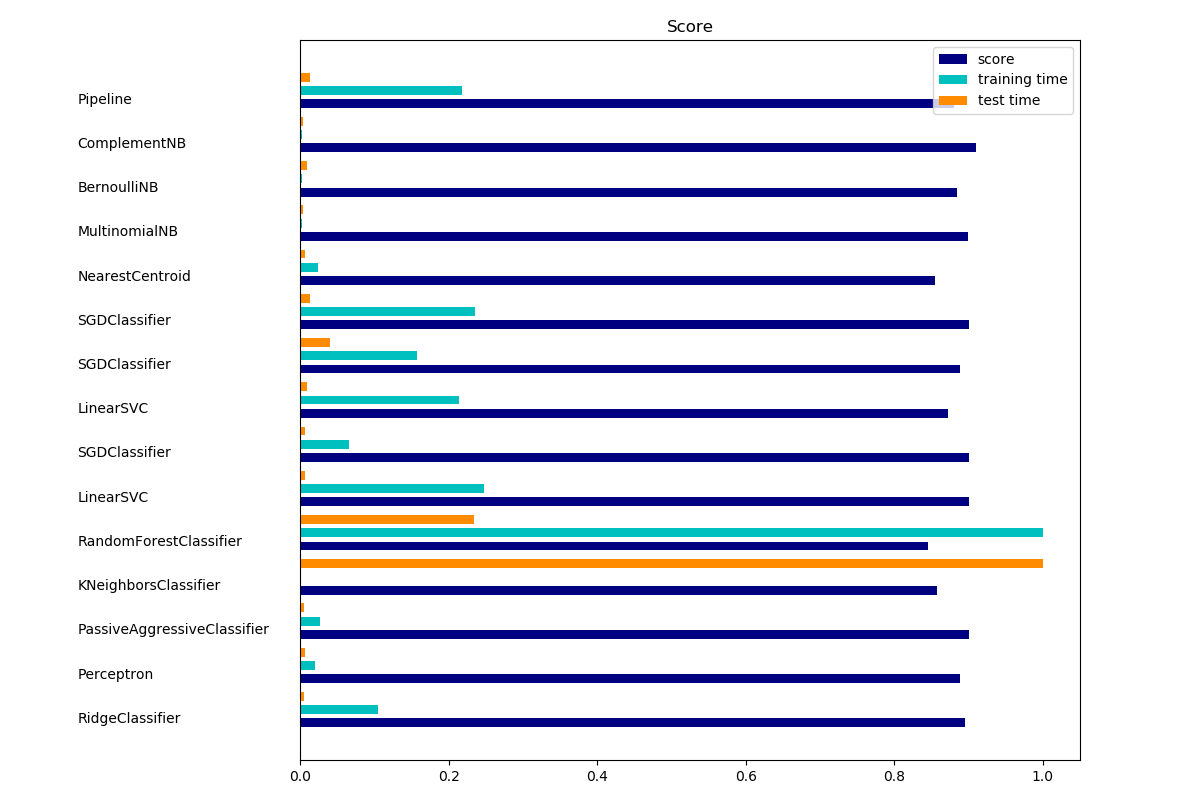 Score
score
training time
test time
Pipeline
ComplementNB
BernoulliNB
MultinomialNB
NearestCentroid
SGDClassifier
SGDClassifier
LinearSVC
SGDClassifier
LinearSVC
RandomForestClassifier
KNeighborsClassifier
PassiveAggressiveClassifier
Perceptron
RidgeClassifier
0.0 0.2 0.4 0.6 0.8 1.0